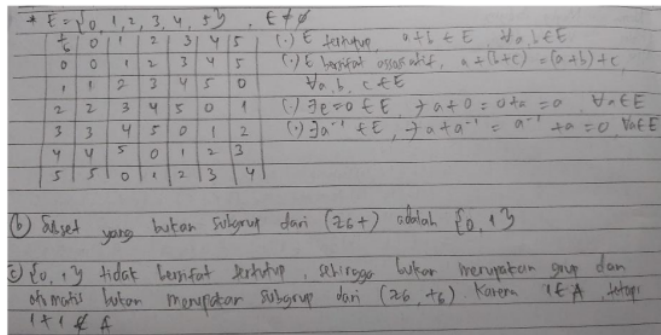 * E = {0, 1, 2, 3, 4, 5}, E ≠ ∅
+6 | 0 | 1 | 2 | 3 | 4 | 5 (·) E tertutup, a+b ∈ E, ∀a, b ∈ E
0 | 0 | 1 | 2 | 3 | 4 | 5 (·) E bersifat assosiatif, a+(b+c) = (a+b)+c,
1 | 1 | 2 | 3 | 4 | 5 | 0 ∀a, b, c ∈ E
2 | 2 | 3 | 4 | 5 | 0 | 1 (·) ∃e=0 ∈ E, ∋ a+0 = 0+a = a ∀a ∈ E
3 | 3 | 4 | 5 | 0 | 1 | 2 (·) ∃a⁻¹ ∈ E, ∋ a+a⁻¹ = a⁻¹+a = 0, ∀a∈E
4 | 4 | 5 | 0 | 1 | 2 | 3
5 | 5 | 0 | 1 | 2 | 3 | 4
(b) Subset yang bukan subgrup dari (Z6+) adalah {0, 1}
(c) {0, 1} tidak bersifat tertutup, sehingga bukan merupakan grup dan
otomatis bukan merupakan subgrup dari (Z6, +6). Karena 1 ∈ A, tetapi
1+1 ∉ A